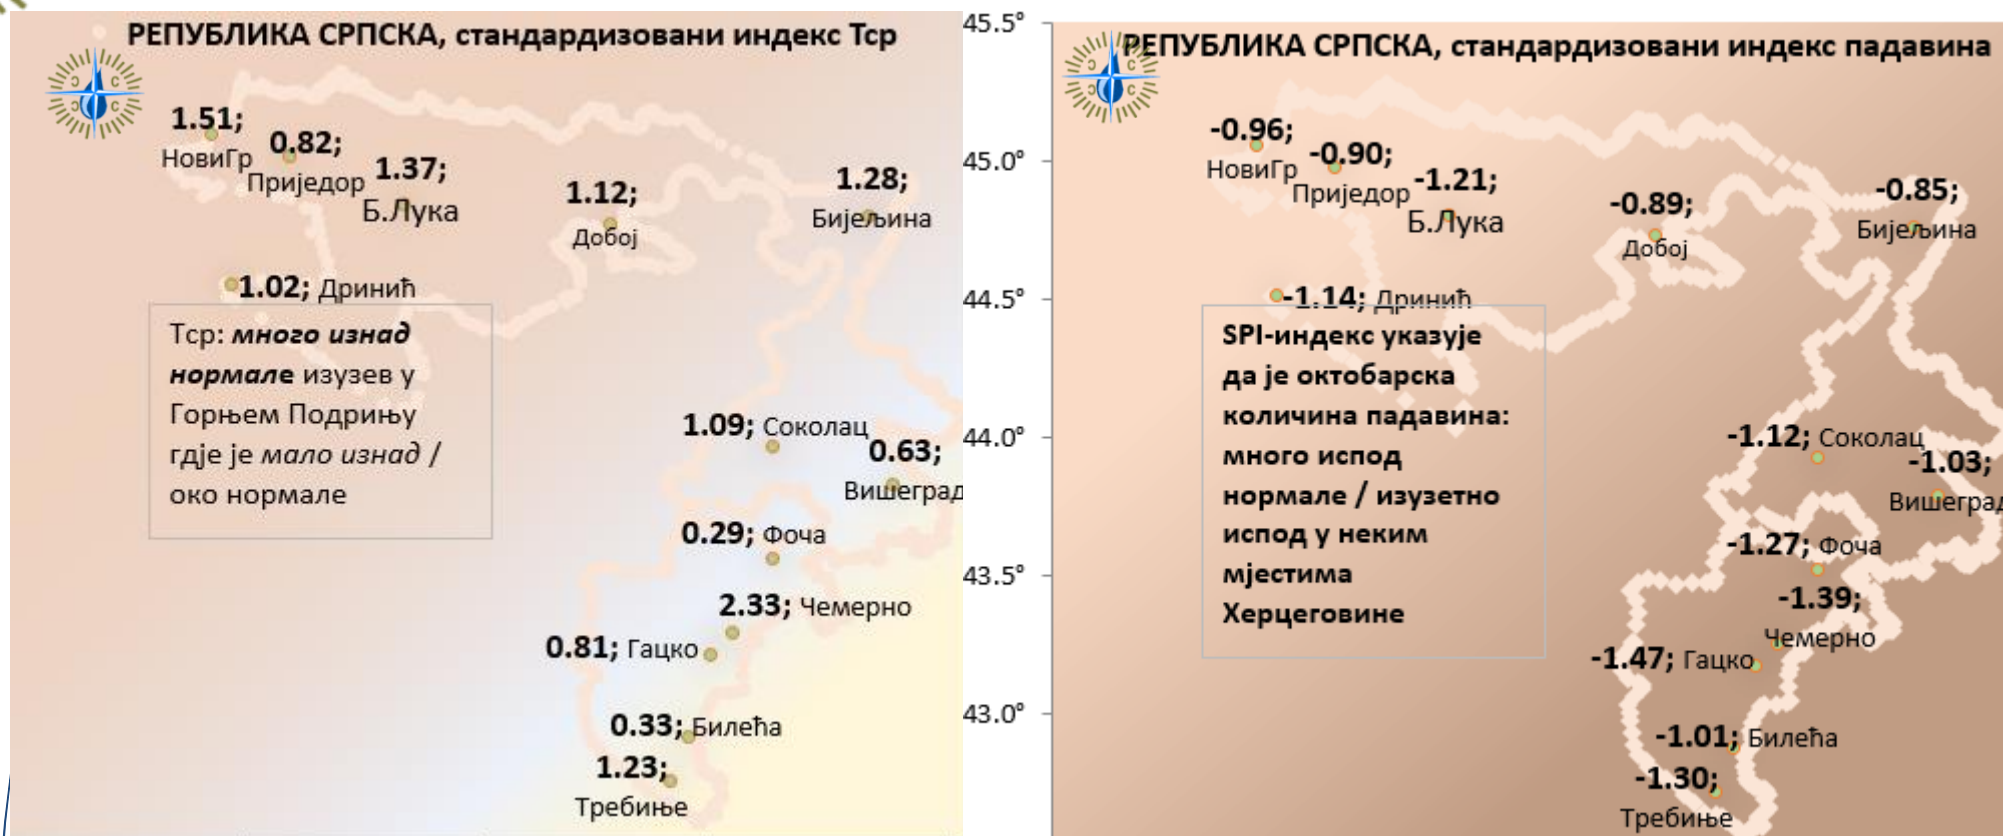 РЕПУБЛИКА СРПСКА, стандардизовани индекс Тср
1.51;
НовиГр
0.82;
Приједор
1.37;
Б.Лука
1.12;
Добој
1.28;
Бијељина
1.02; Дринић
Тср: много изнад
нормале изузев у
Горњем Подрињу
гдје је мало изнад /
око нормале
1.09; Соколац
0.63;
Вишеград
0.29; Фоча
2.33; Чемерно
0.81; Гацко
0.33; Билећа
1.23;
Требиње
45.5°
45.0°
44.5°
44.0°
43.5°
43.0°
РЕПУБЛИКА СРПСКА, стандардизовани индекс падавина
-0.96;
НовиГр
-0.90;
Приједор
-1.21;
Б.Лука
-0.89;
Добој
-0.85;
Бијељина
-1.14; Дринић
SPI-индекс указује
да је октобарска
количина падавина:
много испод
нормале / изузетно
испод у неким
мјестима
Херцеговине
-1.12; Соколац
-1.03;
Вишеград
-1.27; Фоча
-1.39;
Чемерно
-1.47; Гацко
-1.01; Билећа
-1.30;
Требиње